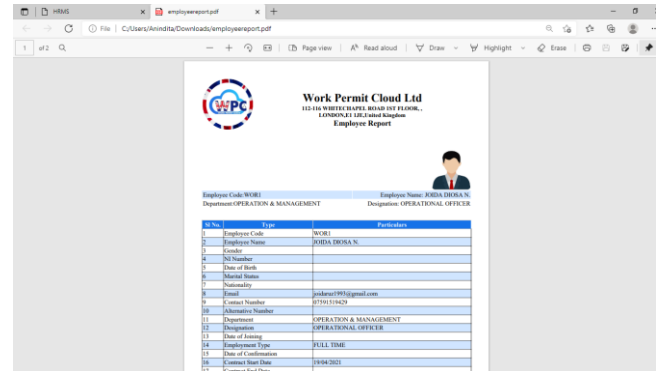 HRMS
employeereport.pdf
File | C:/Users/Anindita/Downloads/employeereport.pdf
1 of 2
Page view
Read aloud
Draw
Highlight
Erase
WPC
Work Permit Cloud Ltd
112-116 WHITECHAPEL ROAD 1ST FLOOR, ,
LONDON,E1 1JE,United Kingdom
Employee Report
Employee Code:WOR1 Employee Name: JOIDA DIOSA N.
Department:OPERATION & MANAGEMENT Designation: OPERATIONAL OFFICER
Sl No. Type Particulars
1 Employee Code WOR1
2 Employee Name JOIDA DIOSA N.
3 Gender
4 NI Number
5 Date of Birth
6 Marital Status
7 Nationality
8 Email
9 Contact Number 07591519429
10 Alternative Number
11 Department OPERATION & MANAGEMENT
12 Designation OPERATIONAL OFFICER
13 Date of Joining
14 Employment Type FULL TIME
15 Date of Confirmation
16 Contract Start Date 19/04/2021
17 Contract End Date